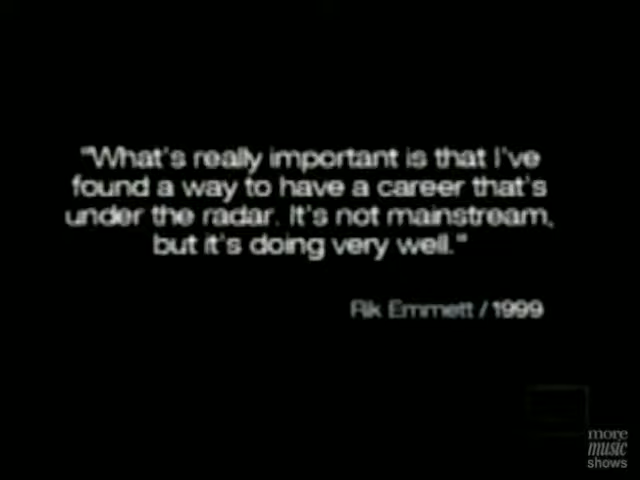 "What's really important is that I've
found a way to have a career that's
under the radar. It's not mainstream,
but it's doing very well."
Rik Emmett / 1999
more
music
shows